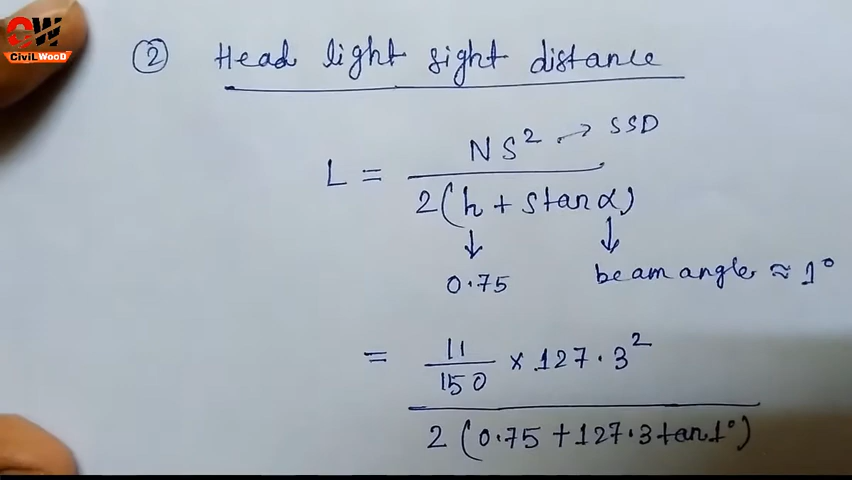 CW
CiviL WooD
② Head light sight distance
L = NS² / 2(h + S tan α) → SSD
↓ ↓
0.75 beam angle ≈ 1°
= 11/150 × 127.3² / 2(0.75 + 127.3 tan 1°)